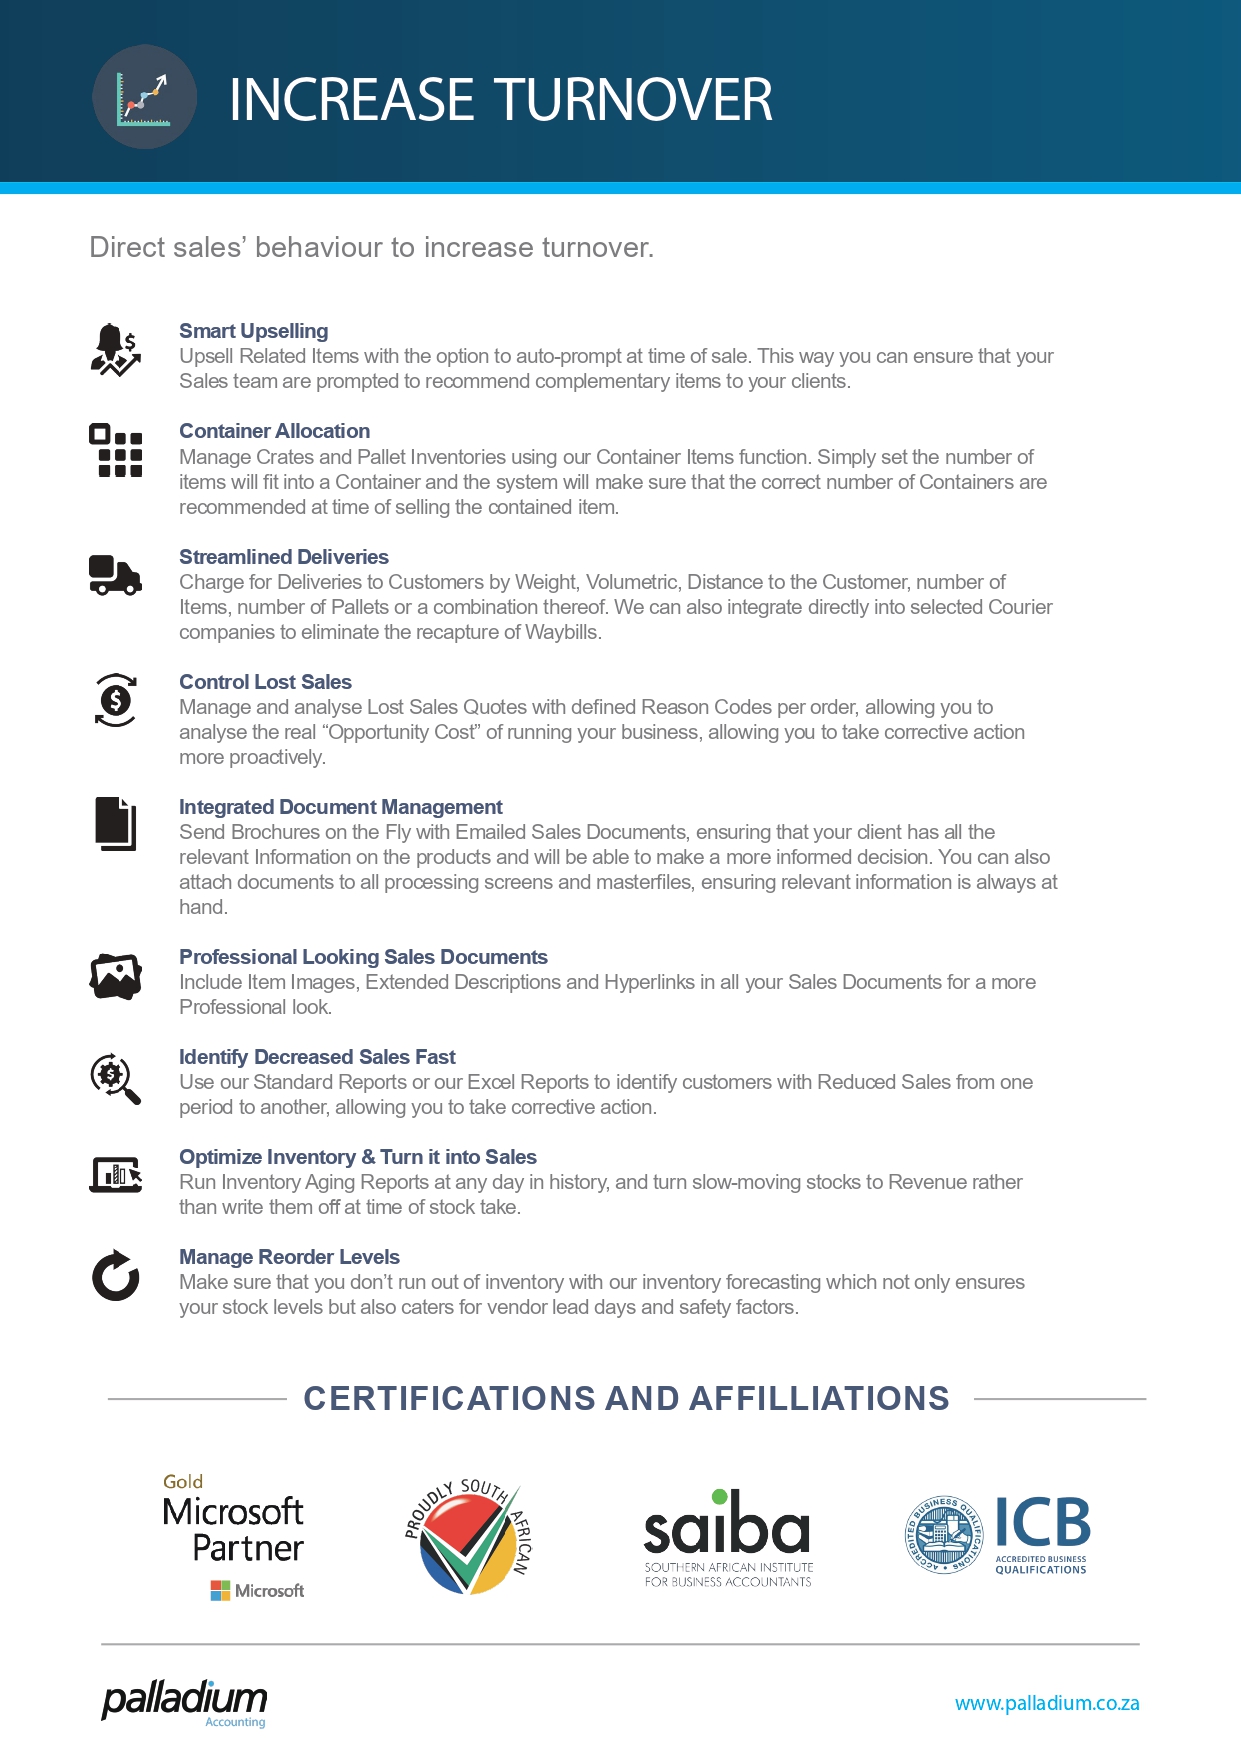 INCREASE TURNOVER
Direct sales’ behaviour to increase turnover.
Smart Upselling
Upsell Related Items with the option to auto-prompt at time of sale. This way you can ensure that your
Sales team are prompted to recommend complementary items to your clients.
Container Allocation
Manage Crates and Pallet Inventories using our Container Items function. Simply set the number of
items will fit into a Container and the system will make sure that the correct number of Containers are
recommended at time of selling the contained item.
Streamlined Deliveries
Charge for Deliveries to Customers by Weight, Volumetric, Distance to the Customer, number of
Items, number of Pallets or a combination thereof. We can also integrate directly into selected Courier
companies to eliminate the recapture of Waybills.
Control Lost Sales
Manage and analyse Lost Sales Quotes with defined Reason Codes per order, allowing you to
analyse the real “Opportunity Cost” of running your business, allowing you to take corrective action
more proactively.
Integrated Document Management
Send Brochures on the Fly with Emailed Sales Documents, ensuring that your client has all the
relevant Information on the products and will be able to make a more informed decision. You can also
attach documents to all processing screens and masterfiles, ensuring relevant information is always at
hand.
Professional Looking Sales Documents
Include Item Images, Extended Descriptions and Hyperlinks in all your Sales Documents for a more
Professional look.
Identify Decreased Sales Fast
Use our Standard Reports or our Excel Reports to identify customers with Reduced Sales from one
period to another, allowing you to take corrective action.
Optimize Inventory & Turn it into Sales
Run Inventory Aging Reports at any day in history, and turn slow-moving stocks to Revenue rather
than write them off at time of stock take.
Manage Reorder Levels
Make sure that you don’t run out of inventory with our inventory forecasting which not only ensures
your stock levels but also caters for vendor lead days and safety factors.
CERTIFICATIONS AND AFFILLIATIONS
Gold
Microsoft
Partner
Microsoft
PROUDLY SOUTH AFRICAN
saiba
SOUTHERN AFRICAN INSTITUTE
FOR BUSINESS ACCOUNTANTS
ACCREDITED BUSINESS QUALIFICATIONS
ICB
ACCREDITED BUSINESS
QUALIFICATIONS
palladium
Accounting
www.palladium.co.za